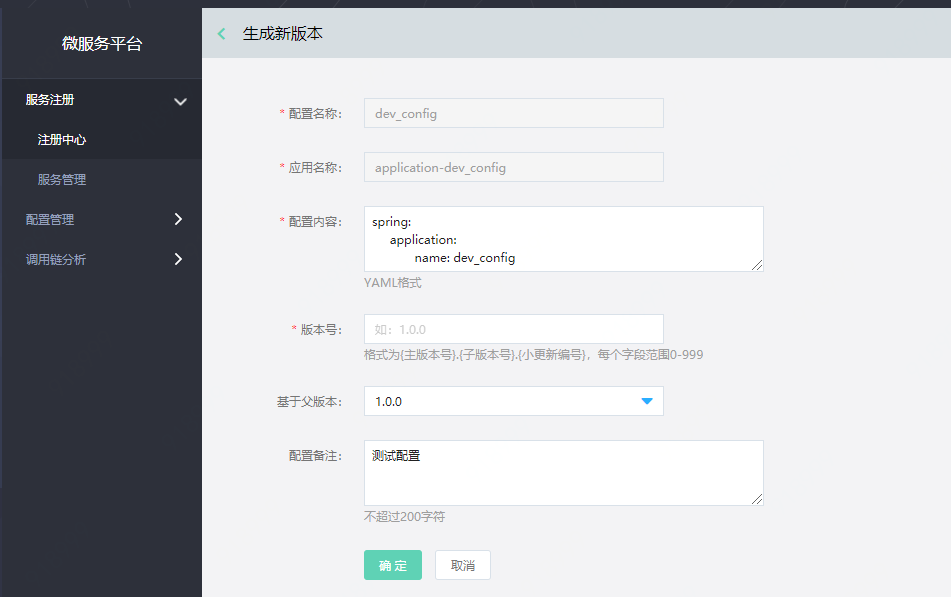 微服务平台
生成新版本
服务注册
注册中心
服务管理
配置管理
调用链分析
* 配置名称: dev_config
* 应用名称: application-dev_config
* 配置内容: spring:
application:
name: dev_config
YAML格式
* 版本号: 如: 1.0.0
格式为{主版本号}.{子版本号}.{小更新编号}，每个字段范围0-999
基于父版本: 1.0.0
配置备注: 测试配置
不超过200字符
确定 取消